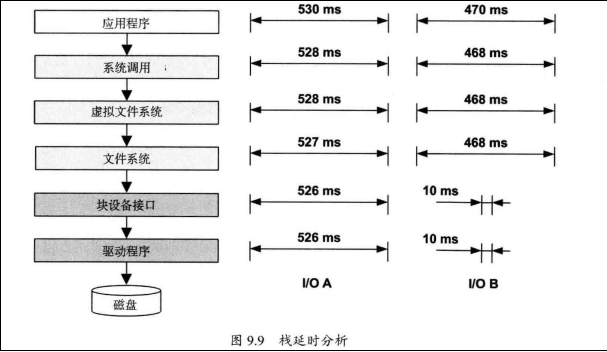 应用程序 530 ms 470 ms
系统调用 528 ms 468 ms
虚拟文件系统 528 ms 468 ms
文件系统 527 ms 468 ms
块设备接口 526 ms 10 ms
驱动程序 526 ms 10 ms
I/O A I/O B
磁盘
图 9.9 栈延时分析